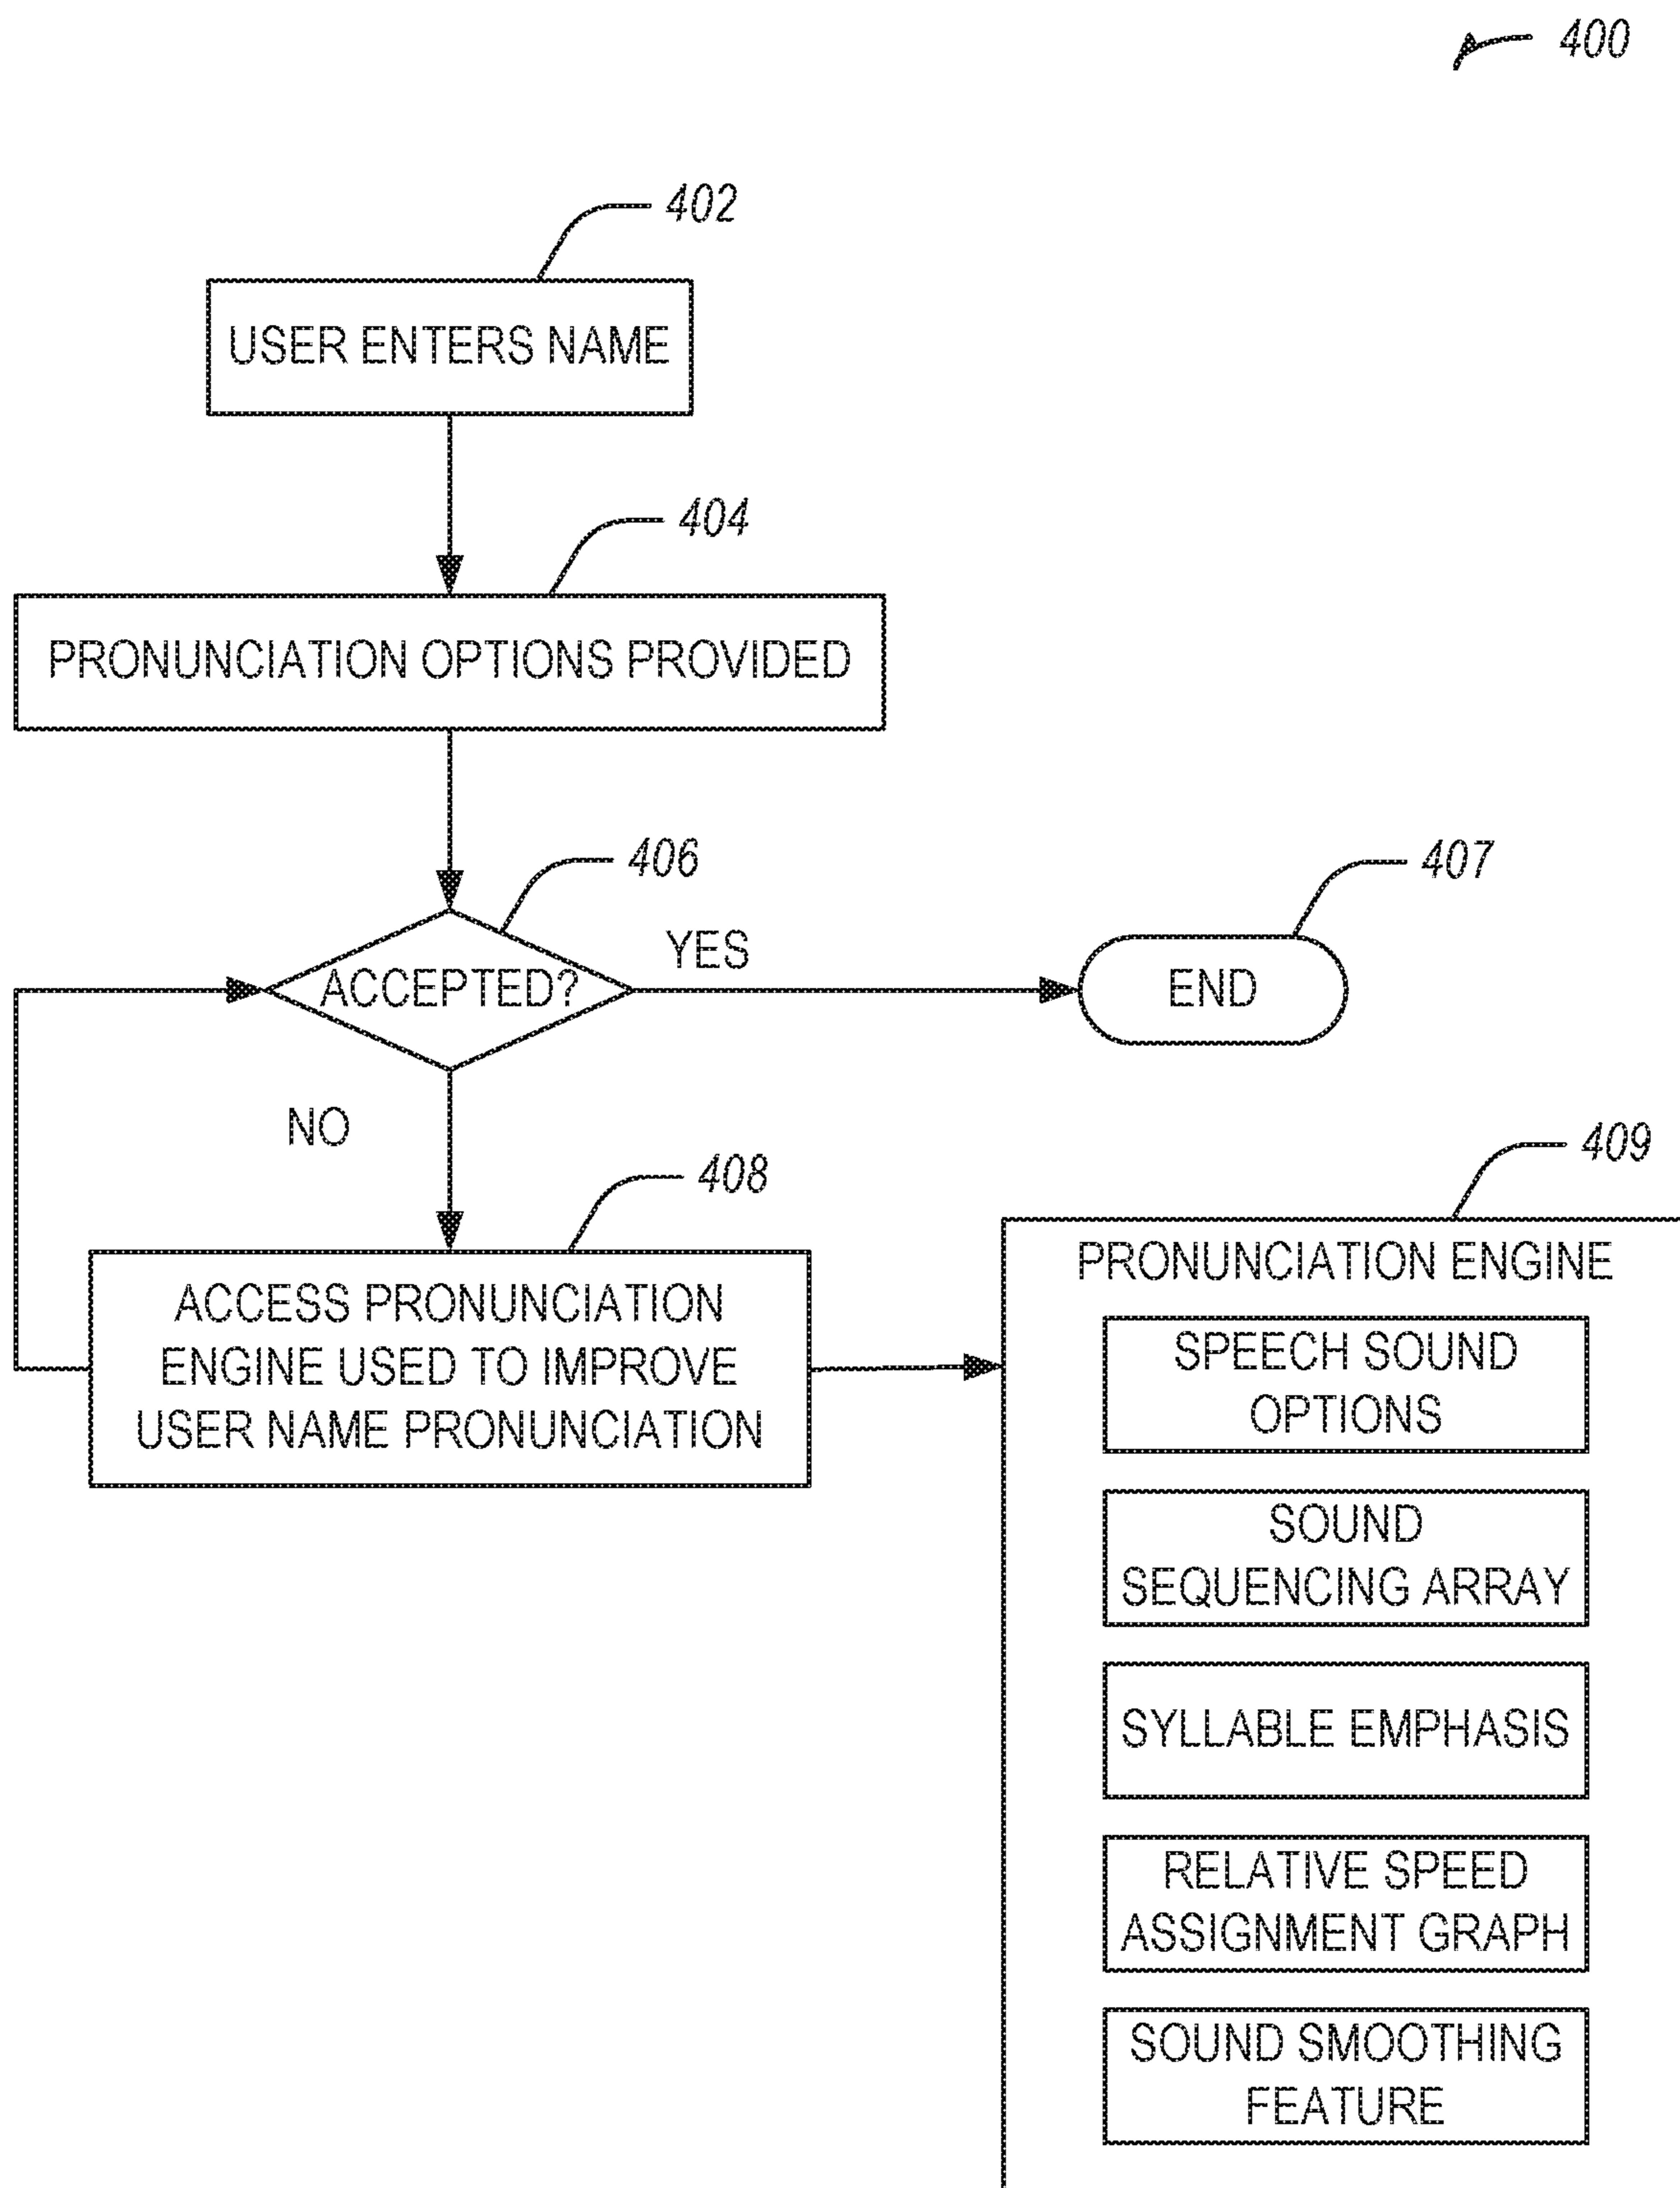 400
402
USER ENTERS NAME
404
PRONUNCIATION OPTIONS PROVIDED
406
407
YES
ACCEPTED?
END
NO
408
409
ACCESS PRONUNCIATION
ENGINE USED TO IMPROVE
USER NAME PRONUNCIATION
PRONUNCIATION ENGINE
SPEECH SOUND
OPTIONS
SOUND
SEQUENCING ARRAY
SYLLABLE EMPHASIS
RELATIVE SPEED
ASSIGNMENT GRAPH
SOUND SMOOTHING
FEATURE